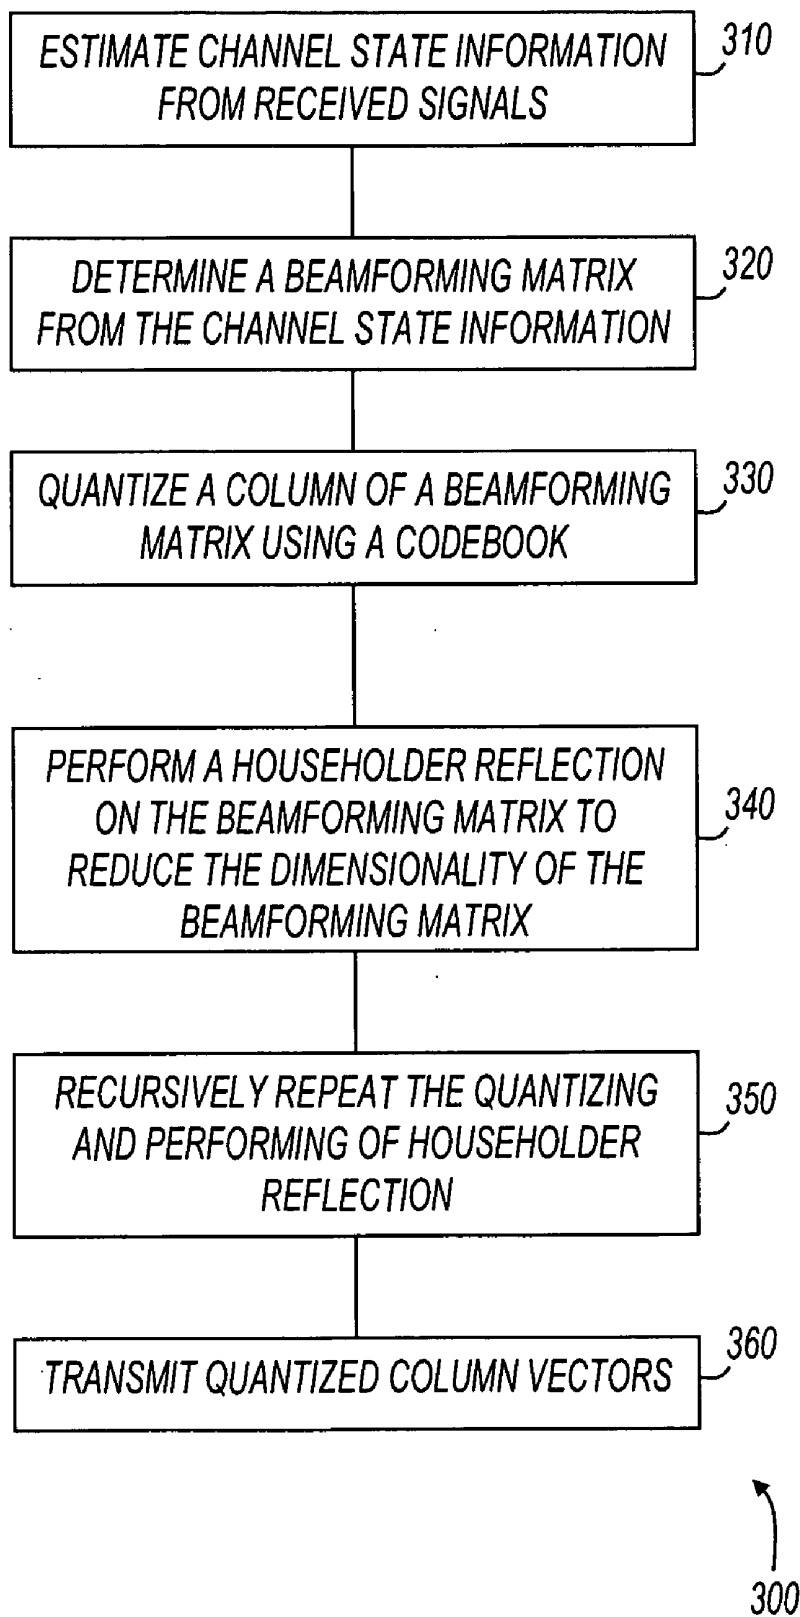 ESTIMATE CHANNEL STATE INFORMATION
FROM RECEIVED SIGNALS
310
DETERMINE A BEAMFORMING MATRIX
FROM THE CHANNEL STATE INFORMATION
320
QUANTIZE A COLUMN OF A BEAMFORMING
MATRIX USING A CODEBOOK
330
PERFORM A HOUSEHOLDER REFLECTION
ON THE BEAMFORMING MATRIX TO
REDUCE THE DIMENSIONALITY OF THE
BEAMFORMING MATRIX
340
RECURSIVELY REPEAT THE QUANTIZING
AND PERFORMING OF HOUSEHOLDER
REFLECTION
350
TRANSMIT QUANTIZED COLUMN VECTORS
360
300